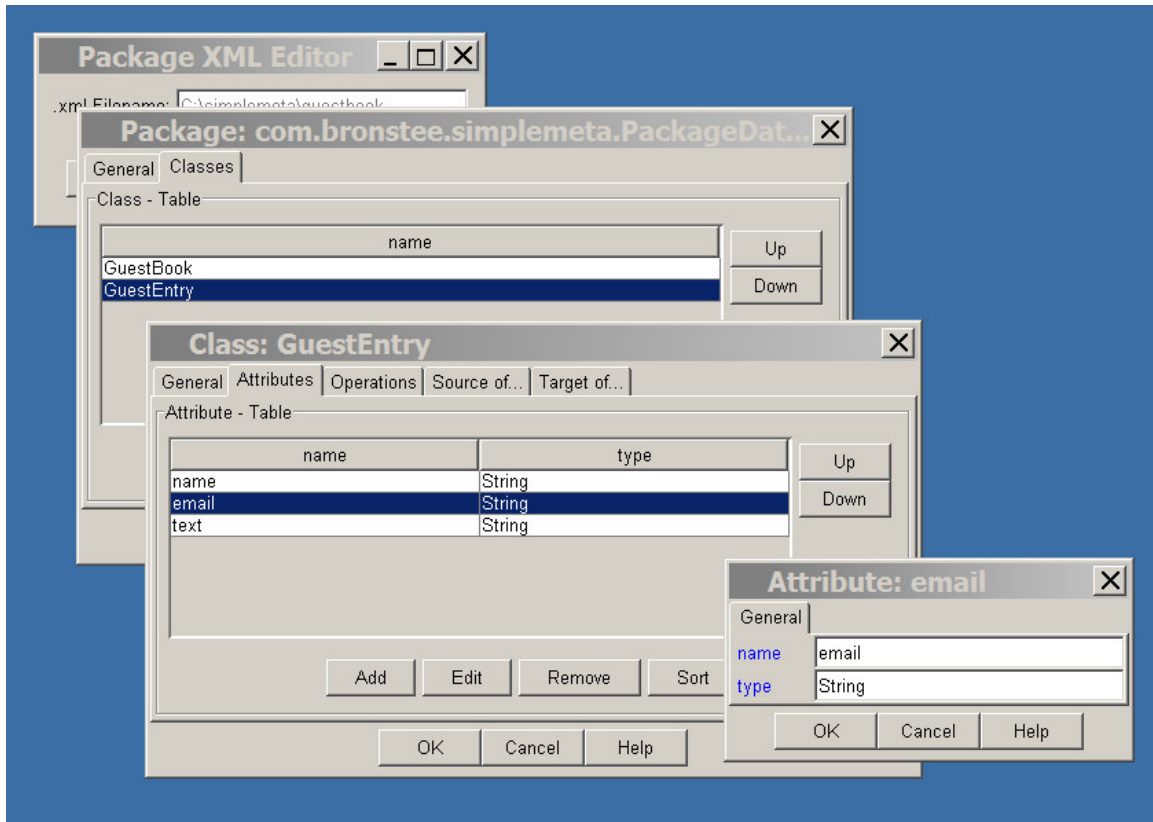 Package XML Editor
.xml Filename: C:\simplemeta\guestbook
Package: com.bronstee.simplemeta.PackageDat...
General Classes
Class - Table
name
GuestBook
GuestEntry
Up
Down
Class: GuestEntry
General Attributes Operations Source of... Target of...
Attribute - Table
name type
name String
email String
text String
Up
Down
Add Edit Remove Sort
OK Cancel Help
Attribute: email
General
name email
type String
OK Cancel Help